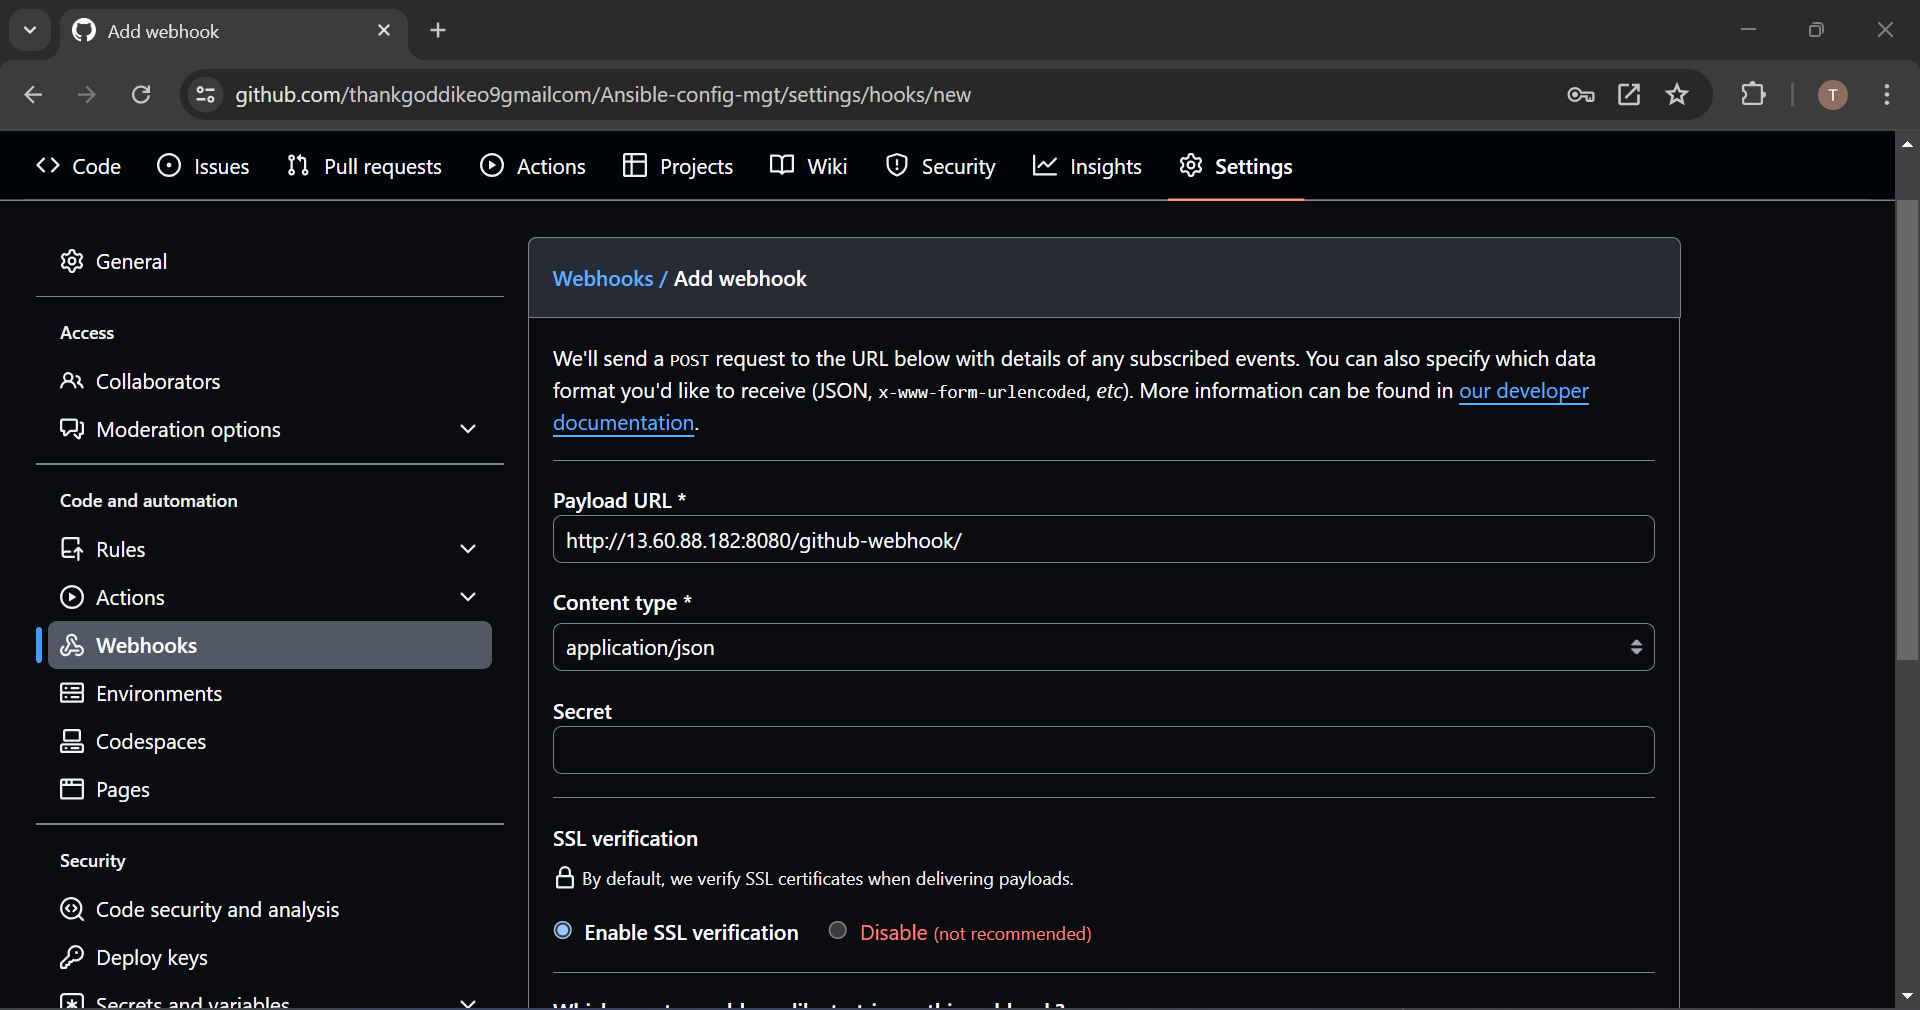 Add webhook
github.com/thankgoddikeo9gmailcom/Ansible-config-mgt/settings/hooks/new
T
Code
Issues
Pull requests
Actions
Projects
Wiki
Security
Insights
Settings
General
Access
Collaborators
Moderation options
Code and automation
Rules
Actions
Webhooks
Environments
Codespaces
Pages
Security
Code security and analysis
Deploy keys
Secrets and variables
Webhooks / Add webhook
We'll send a POST request to the URL below with details of any subscribed events. You can also specify which data
format you'd like to receive (JSON, x-www-form-urlencoded, etc). More information can be found in our developer
documentation.
Payload URL *
http://13.60.88.182:8080/github-webhook/
Content type *
application/json
Secret
SSL verification
By default, we verify SSL certificates when delivering payloads.
Enable SSL verification
Disable (not recommended)